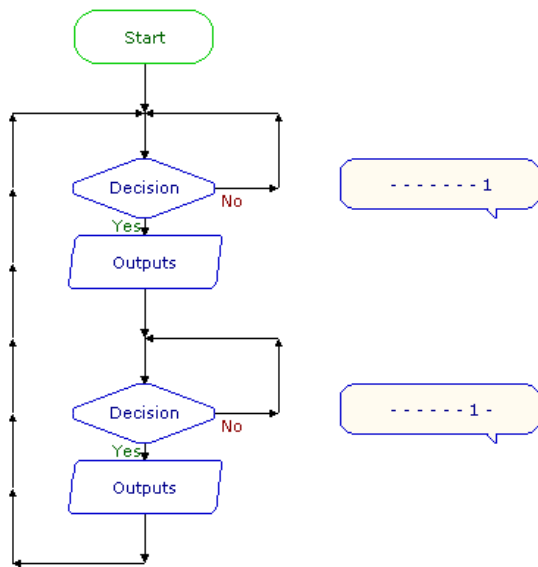 Start
Decision
No
- - - - - - - 1
Yes
Outputs
Decision
No
- - - - - - 1 -
Yes
Outputs